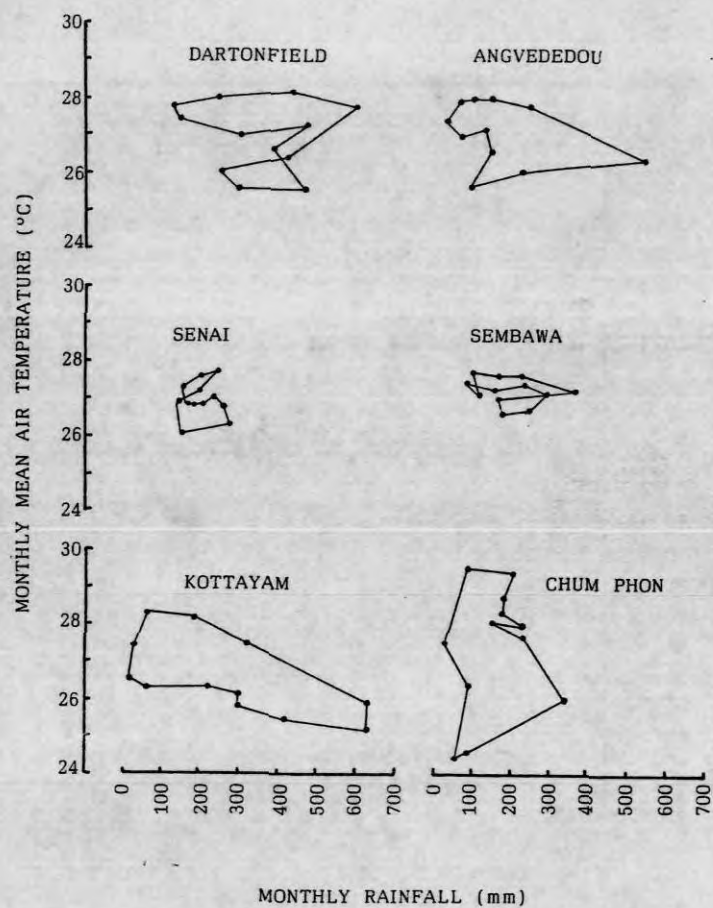 MONTHLY MEAN AIR TEMPERATURE (°C)
30
28
26
24
DARTONFIELD
ANGVEDEDOU
30
28
26
24
SENAI
SEMBAWA
30
28
26
24
KOTTAYAM
CHUM PHON
0 100 200 300 400 500 600 700
0 100 200 300 400 500 600 700
MONTHLY RAINFALL (mm)